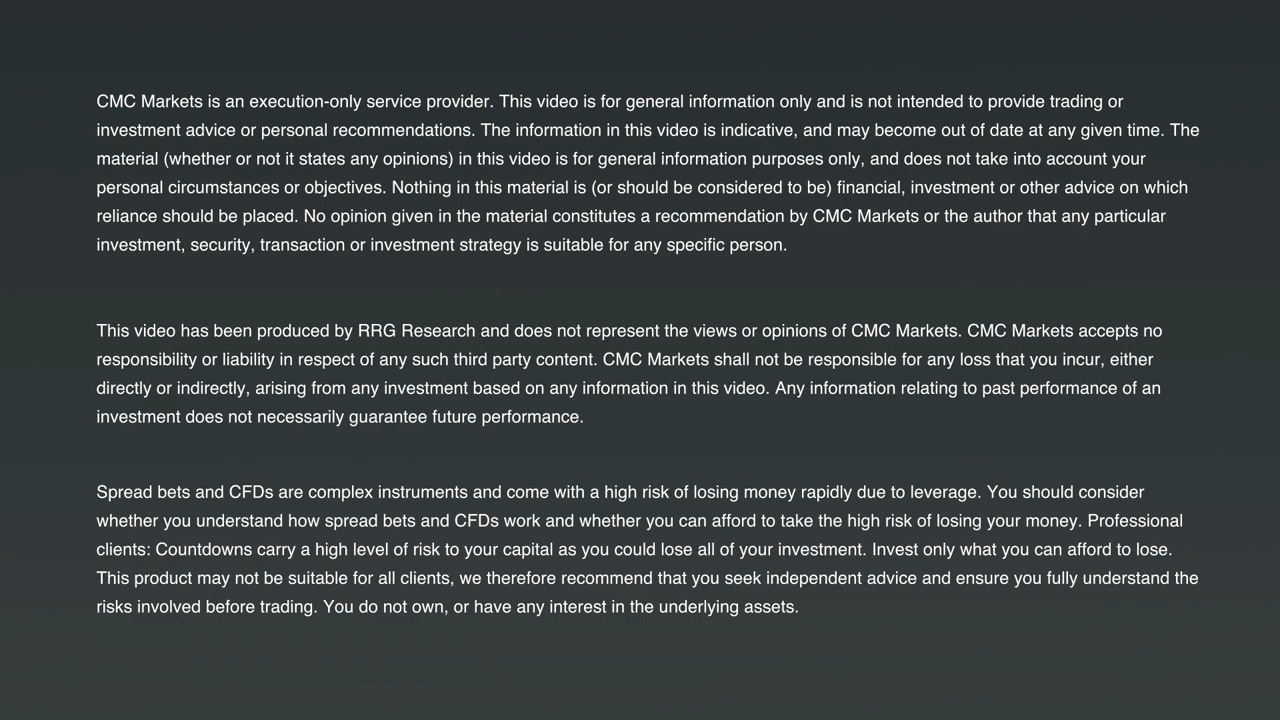 CMC Markets is an execution-only service provider. This video is for general information only and is not intended to provide trading or
investment advice or personal recommendations. The information in this video is indicative, and may become out of date at any given time. The
material (whether or not it states any opinions) in this video is for general information purposes only, and does not take into account your
personal circumstances or objectives. Nothing in this material is (or should be considered to be) financial, investment or other advice on which
reliance should be placed. No opinion given in the material constitutes a recommendation by CMC Markets or the author that any particular
investment, security, transaction or investment strategy is suitable for any specific person.
This video has been produced by RRG Research and does not represent the views or opinions of CMC Markets. CMC Markets accepts no
responsibility or liability in respect of any such third party content. CMC Markets shall not be responsible for any loss that you incur, either
directly or indirectly, arising from any investment based on any information in this video. Any information relating to past performance of an
investment does not necessarily guarantee future performance.
Spread bets and CFDs are complex instruments and come with a high risk of losing money rapidly due to leverage. You should consider
whether you understand how spread bets and CFDs work and whether you can afford to take the high risk of losing your money. Professional
clients: Countdowns carry a high level of risk to your capital as you could lose all of your investment. Invest only what you can afford to lose.
This product may not be suitable for all clients, we therefore recommend that you seek independent advice and ensure you fully understand the
risks involved before trading. You do not own, or have any interest in the underlying assets.